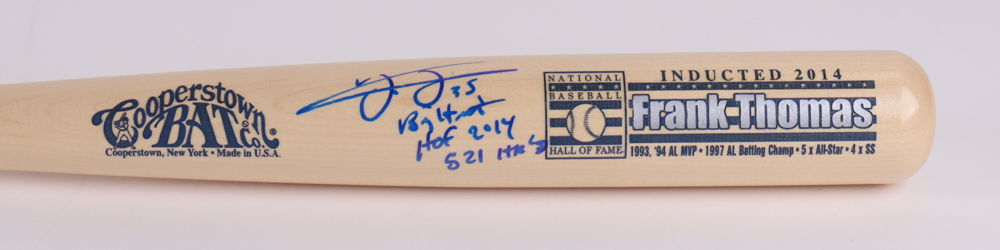 Cooperstown
BAT Co.®
Cooperstown, New York • Made in U.S.A.
35
Big Hurt
HOF 2014
521 HRs
NATIONAL
BASEBALL
HALL OF FAME
INDUCTED 2014
Frank Thomas
1993, '94 AL MVP • 1997 AL Batting Champ • 5 x All-Star • 4 x SS